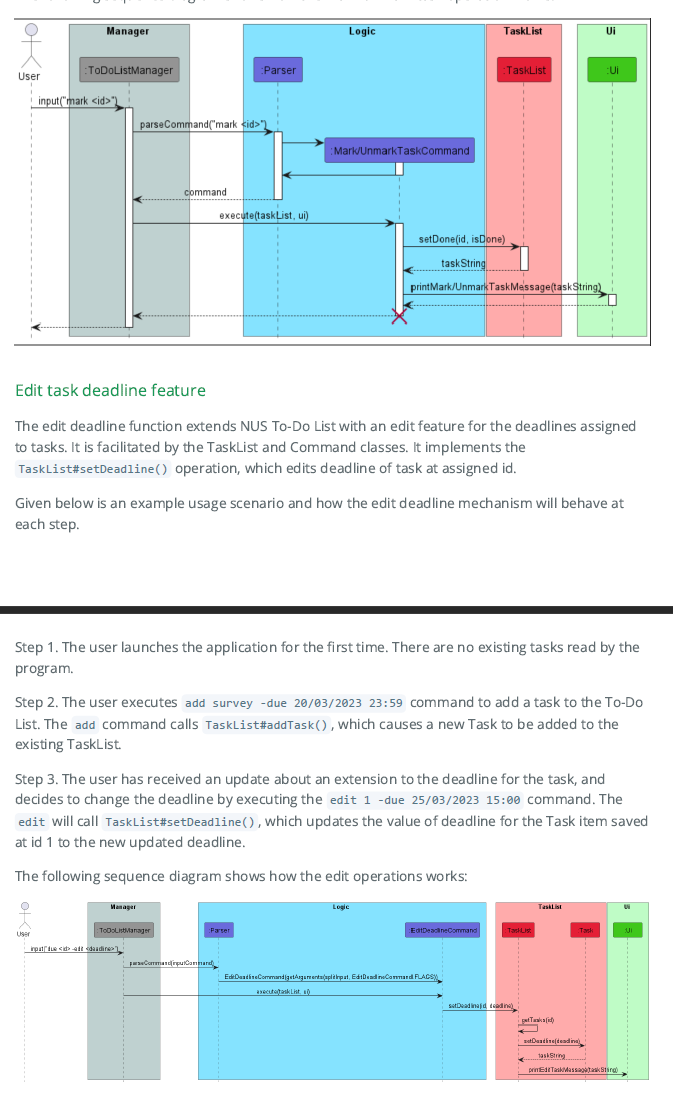 Manager
Logic
TaskList
Ui
:ToDoListManager
:Parser
:TaskList
:Ui
User
input("mark <id>")
parseCommand("mark <id>")
:Mark/UnmarkTaskCommand
command
execute(taskList, ui)
setDone(id, isDone)
taskString
printMark/UnmarkTaskMessage(taskString)
Edit task deadline feature
The edit deadline function extends NUS To-Do List with an edit feature for the deadlines assigned
to tasks. It is facilitated by the TaskList and Command classes. It implements the
TaskList#setDeadline() operation, which edits deadline of task at assigned id.
Given below is an example usage scenario and how the edit deadline mechanism will behave at
each step.
Step 1. The user launches the application for the first time. There are no existing tasks read by the
program.
Step 2. The user executes add survey -due 20/03/2023 23:59 command to add a task to the To-Do
List. The add command calls TaskList#addTask(), which causes a new Task to be added to the
existing TaskList.
Step 3. The user has received an update about an extension to the deadline for the task, and
decides to change the deadline by executing the edit 1 -due 25/03/2023 15:00 command. The
edit will call TaskList#setDeadline(), which updates the value of deadline for the Task item saved
at id 1 to the new updated deadline.
The following sequence diagram shows how the edit operations works:
Manager
Logic
TaskList
Ui
User
:ToDoListManager
:Parser
:EditDeadlineCommand
:TaskList
:Task
:Ui
input("due <id> -edit <deadline>")
parseCommand(inputCommand)
EditDeadlineCommand(getArguments(splitInput, EditDeadlineCommand.FLAGS))
execute(taskList, ui)
setDeadline(id, deadline)
getTasks(id)
setDeadline(deadline)
taskString
printEditTaskMessage(taskString)